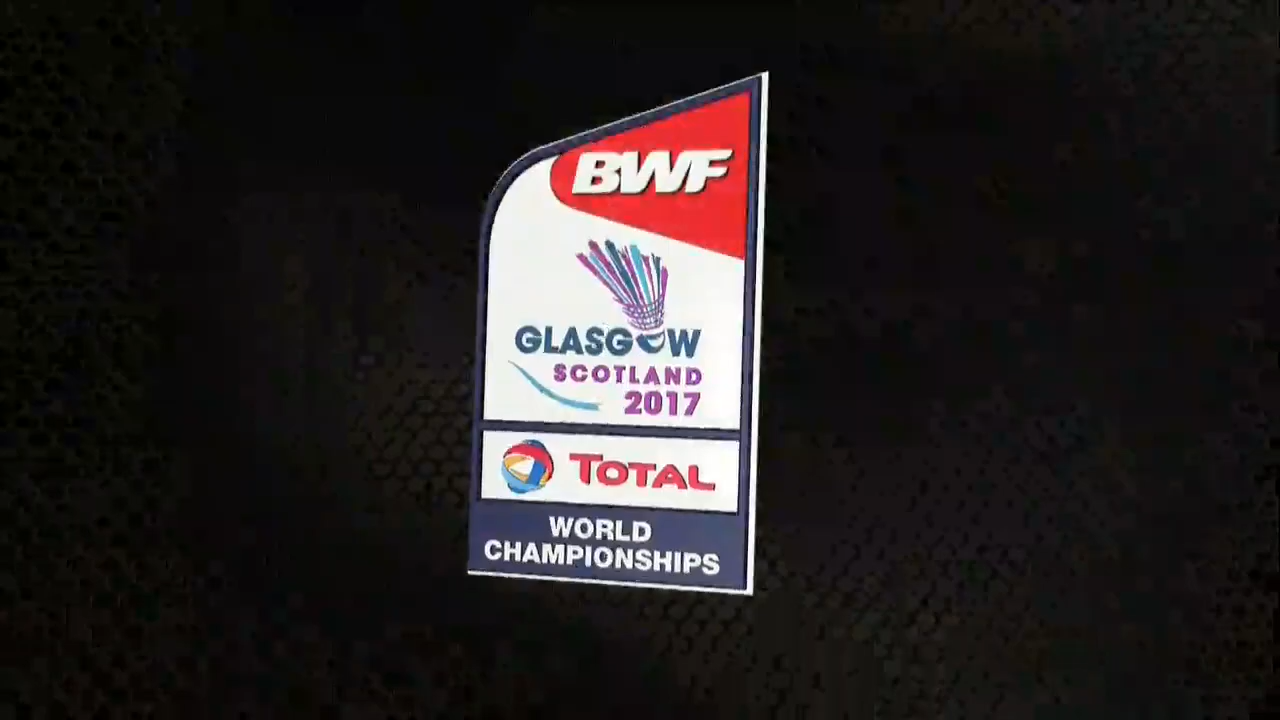 BWF
GLASGOW
SCOTLAND
2017
TOTAL
WORLD
CHAMPIONSHIPS